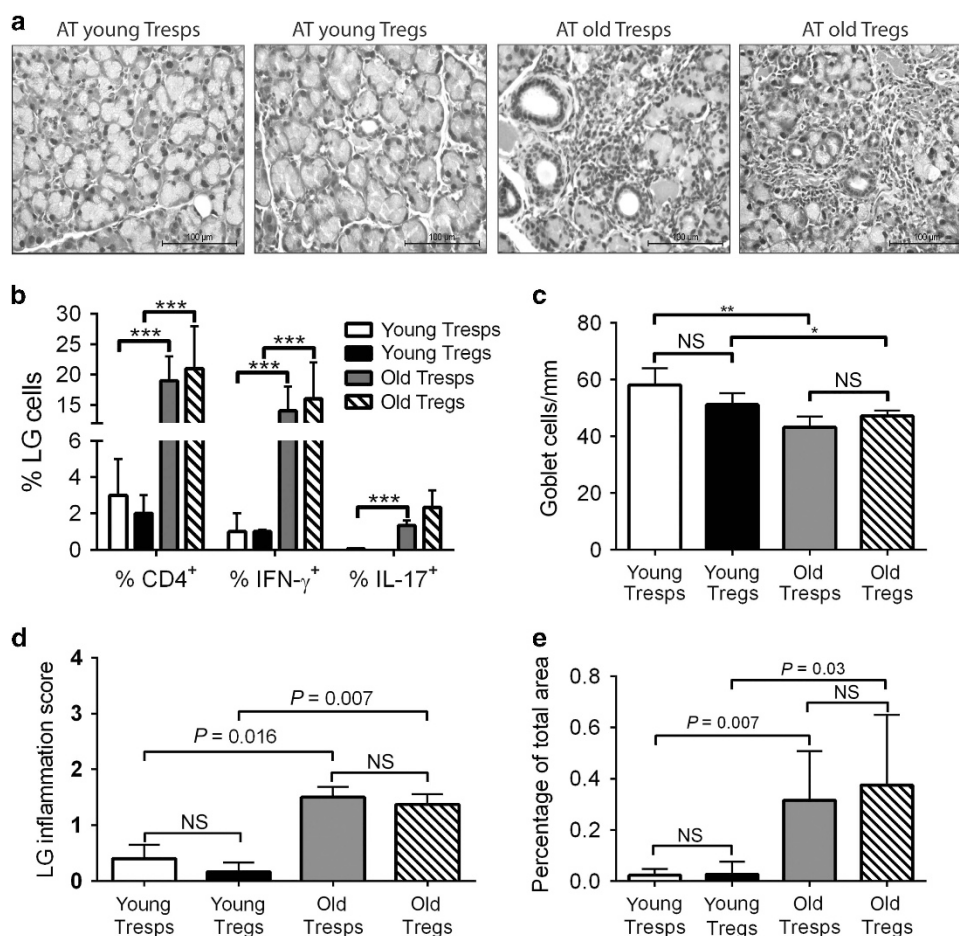 a
AT young Tresps
AT young Tregs
AT old Tresps
AT old Tregs
100 µm
100 µm
100 µm
100 µm
b
% LG cells
30
25
20
15
6
4
2
0
***
***
***
***
***
Young Tresps
Young Tregs
Old Tresps
Old Tregs
% CD4+
% IFN-γ+
% IL-17+
c
Goblet cells/mm
80
60
40
20
0
**
NS
*
NS
Young Tresps
Young Tregs
Old Tresps
Old Tregs
d
LG inflammation score
4
3
2
1
0
P = 0.007
P = 0.016
NS
NS
Young Tresps
Young Tregs
Old Tresps
Old Tregs
e
Percentage of total area
0.8
0.6
0.4
0.2
0.0
P = 0.03
NS
P = 0.007
NS
Young Tresps
Young Tregs
Old Tresps
Old Tregs